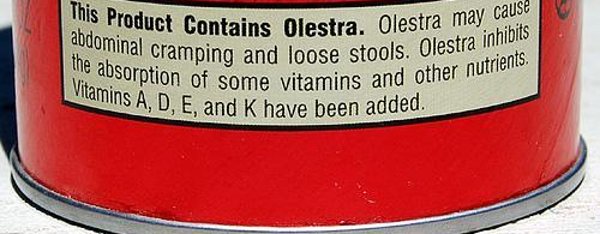 This Product Contains Olestra. Olestra may cause
abdominal cramping and loose stools. Olestra inhibits
the absorption of some vitamins and other nutrients.
Vitamins A, D, E, and K have been added.